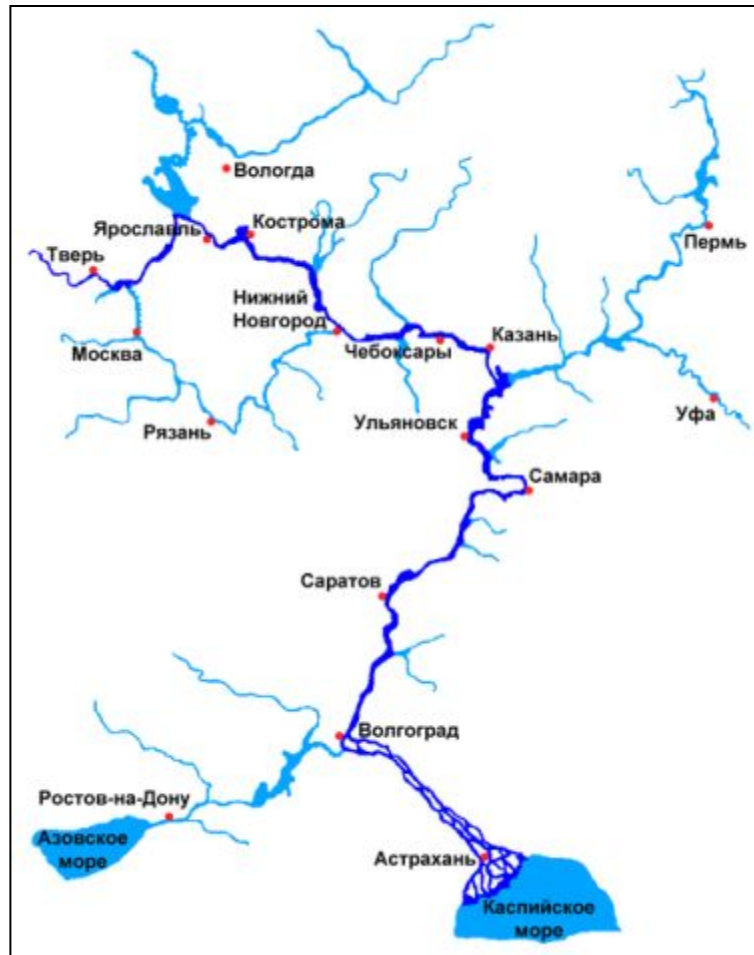 Вологда
Ярославль
Кострома
Тверь
Пермь
Нижний
Новгород
Москва
Чебоксары
Казань
Рязань
Ульяновск
Уфа
Самара
Саратов
Волгоград
Ростов-на-Дону
Азовское
море
Астрахань
Каспийское
море